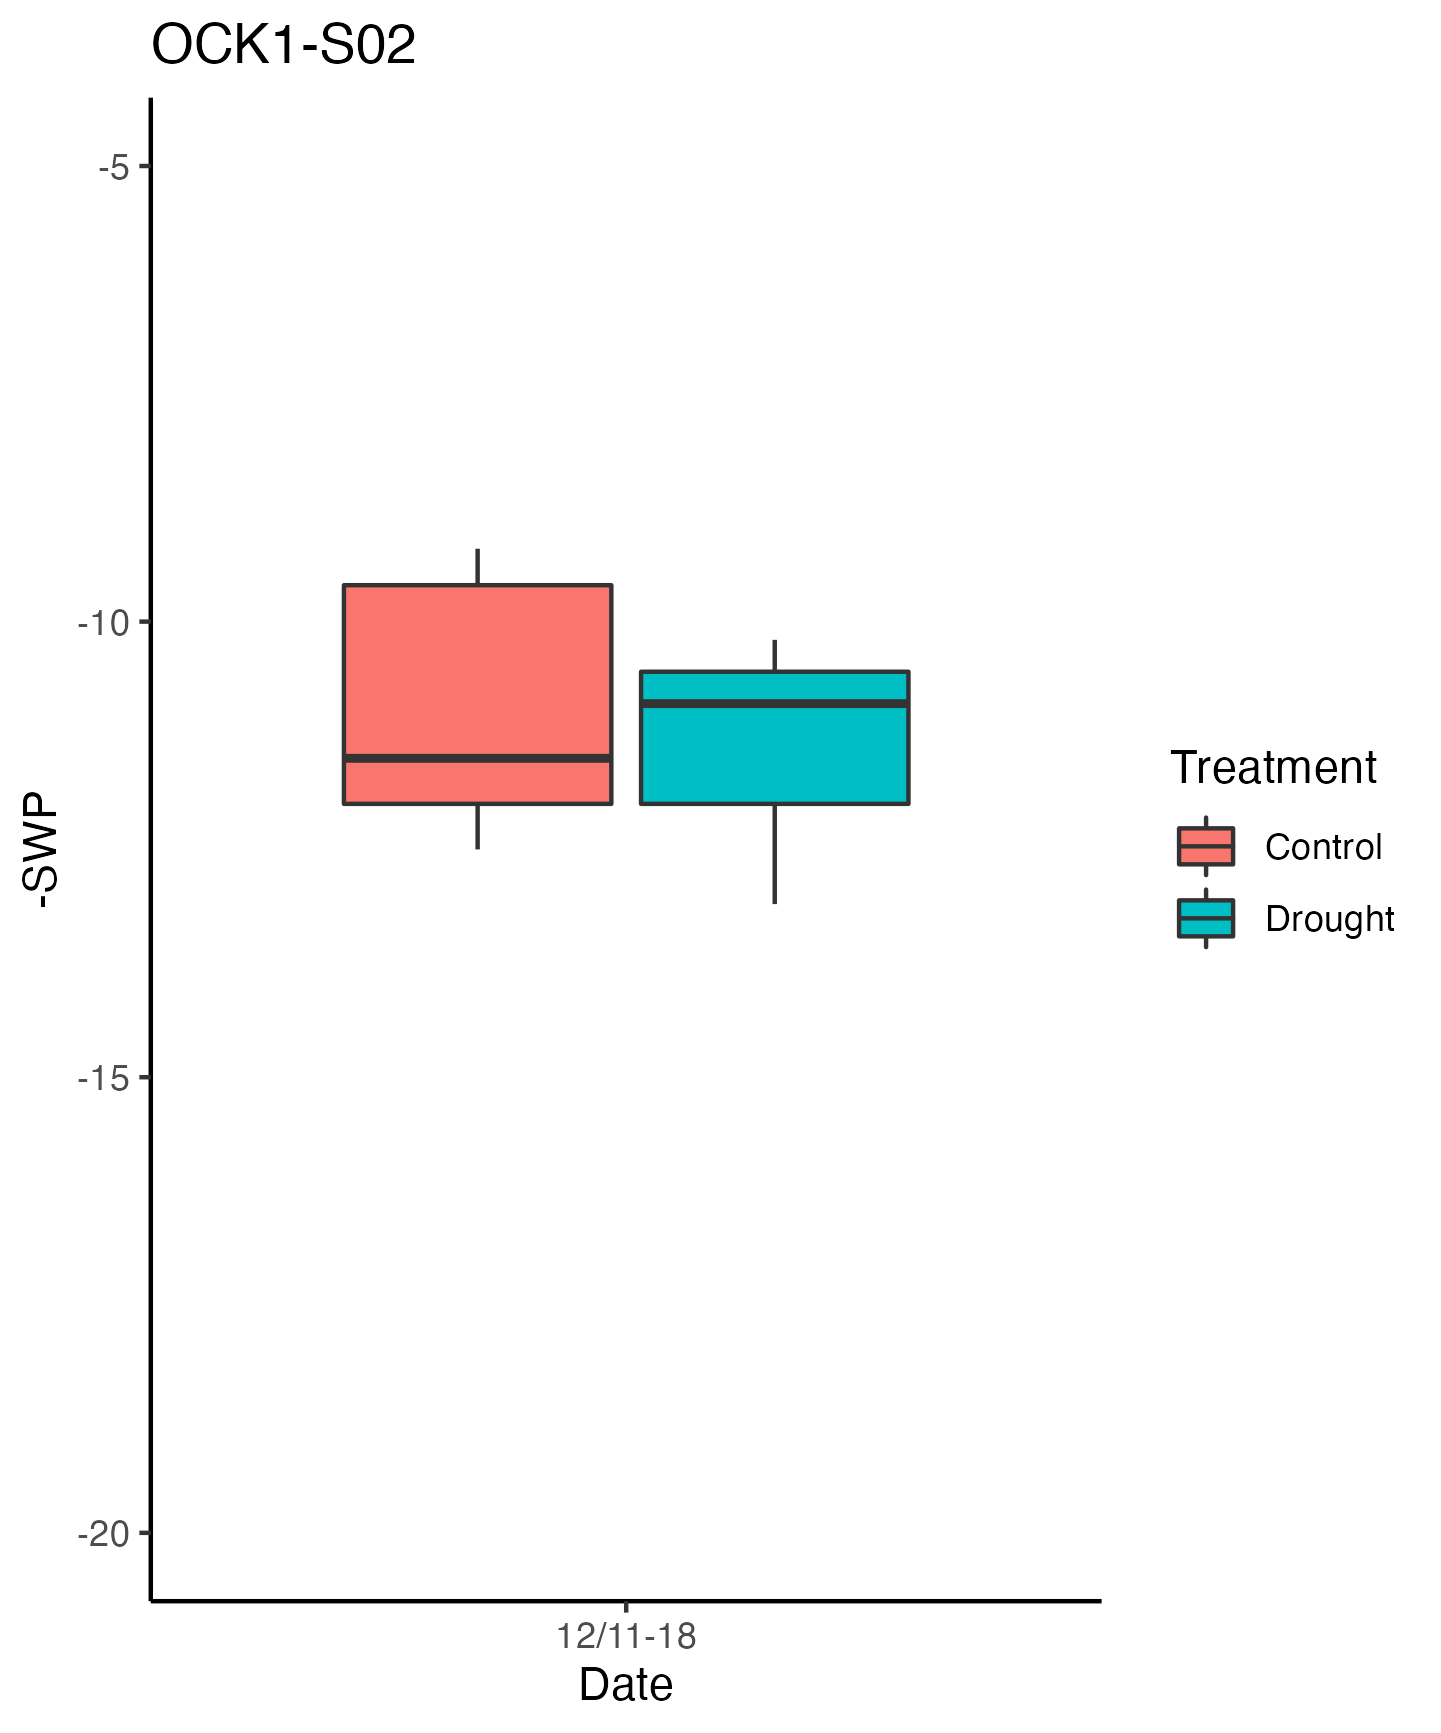 OCK1-S02
-5
-10
-15
-20
-SWP
12/11-18
Date
Treatment
Control
Drought